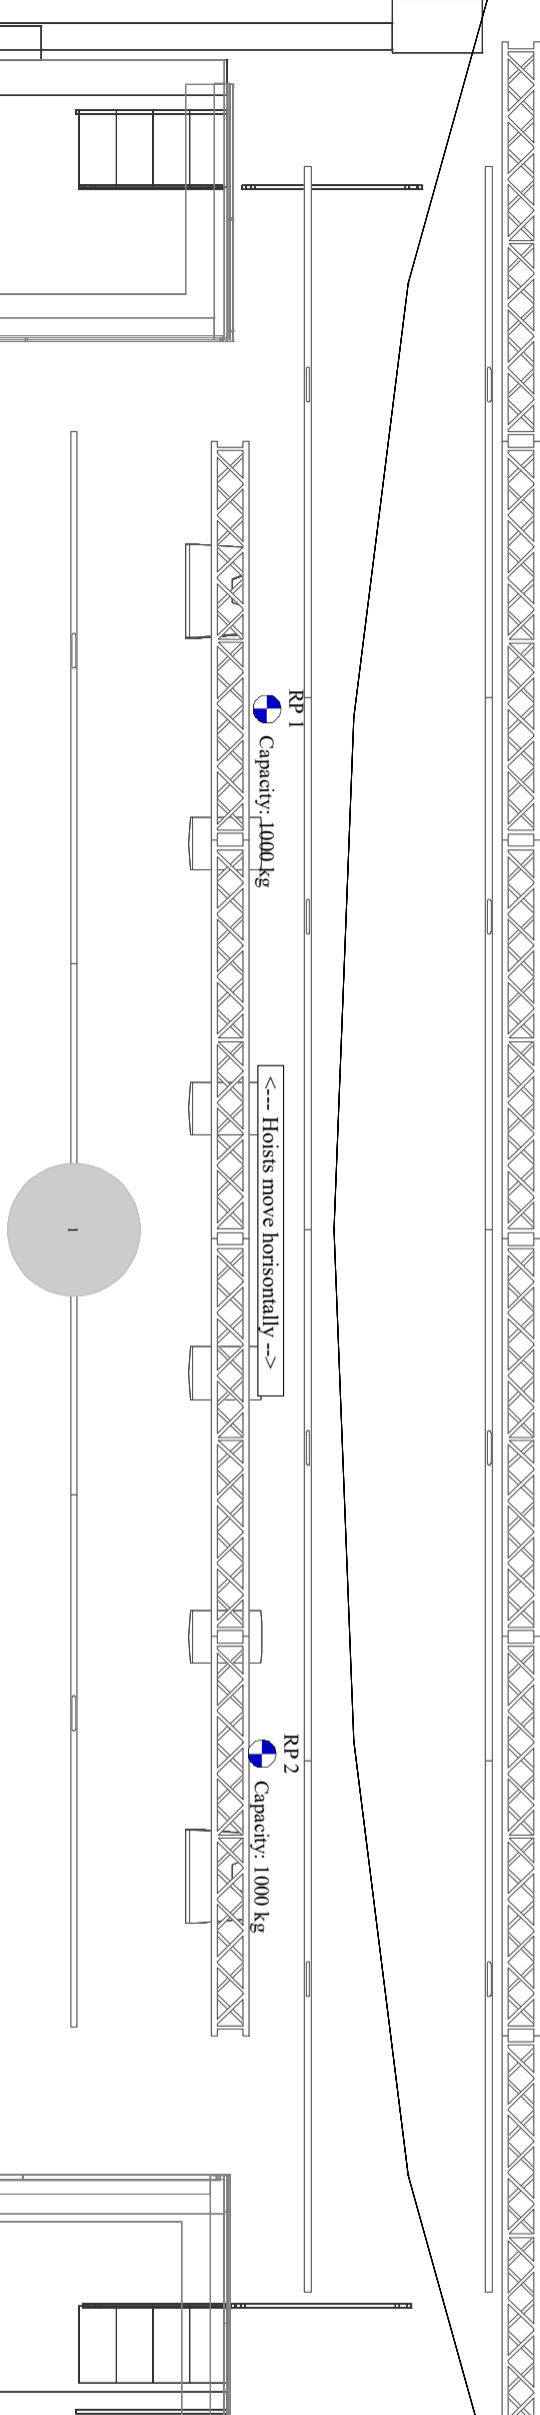 RP 1
Capacity: 1000 kg
<--- Hoists move horisontally -->
1
RP 2
Capacity: 1000 kg